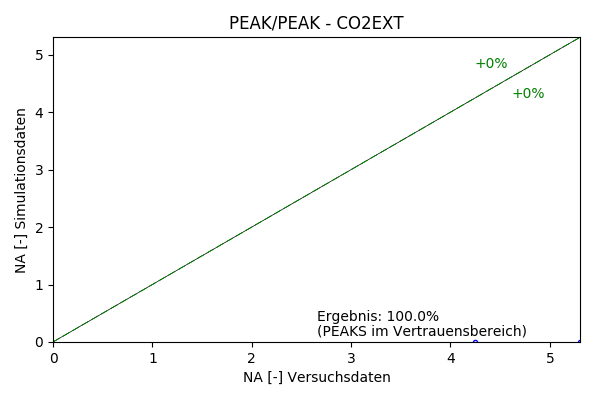 PEAK/PEAK - CO2EXT
5
4
3
2
1
0
NA [-] Simulationsdaten
+0%
+0%
Ergebnis: 100.0%
(PEAKS im Vertrauensbereich)
0 1 2 3 4 5
NA [-] Versuchsdaten